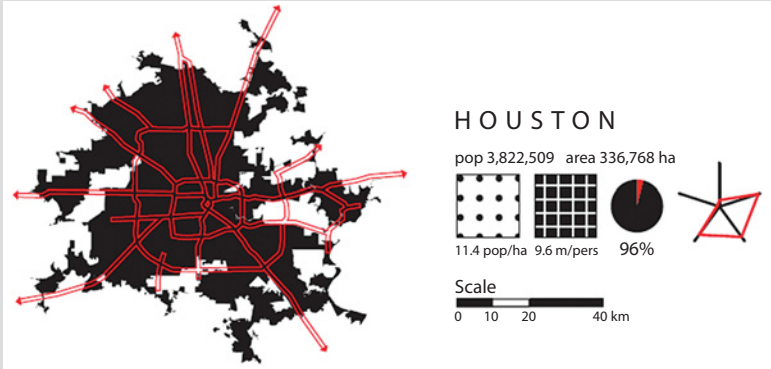 HOUSTON
pop 3,822,509 area 336,768 ha
11.4 pop/ha 9.6 m/pers 96%
Scale
0 10 20 40 km